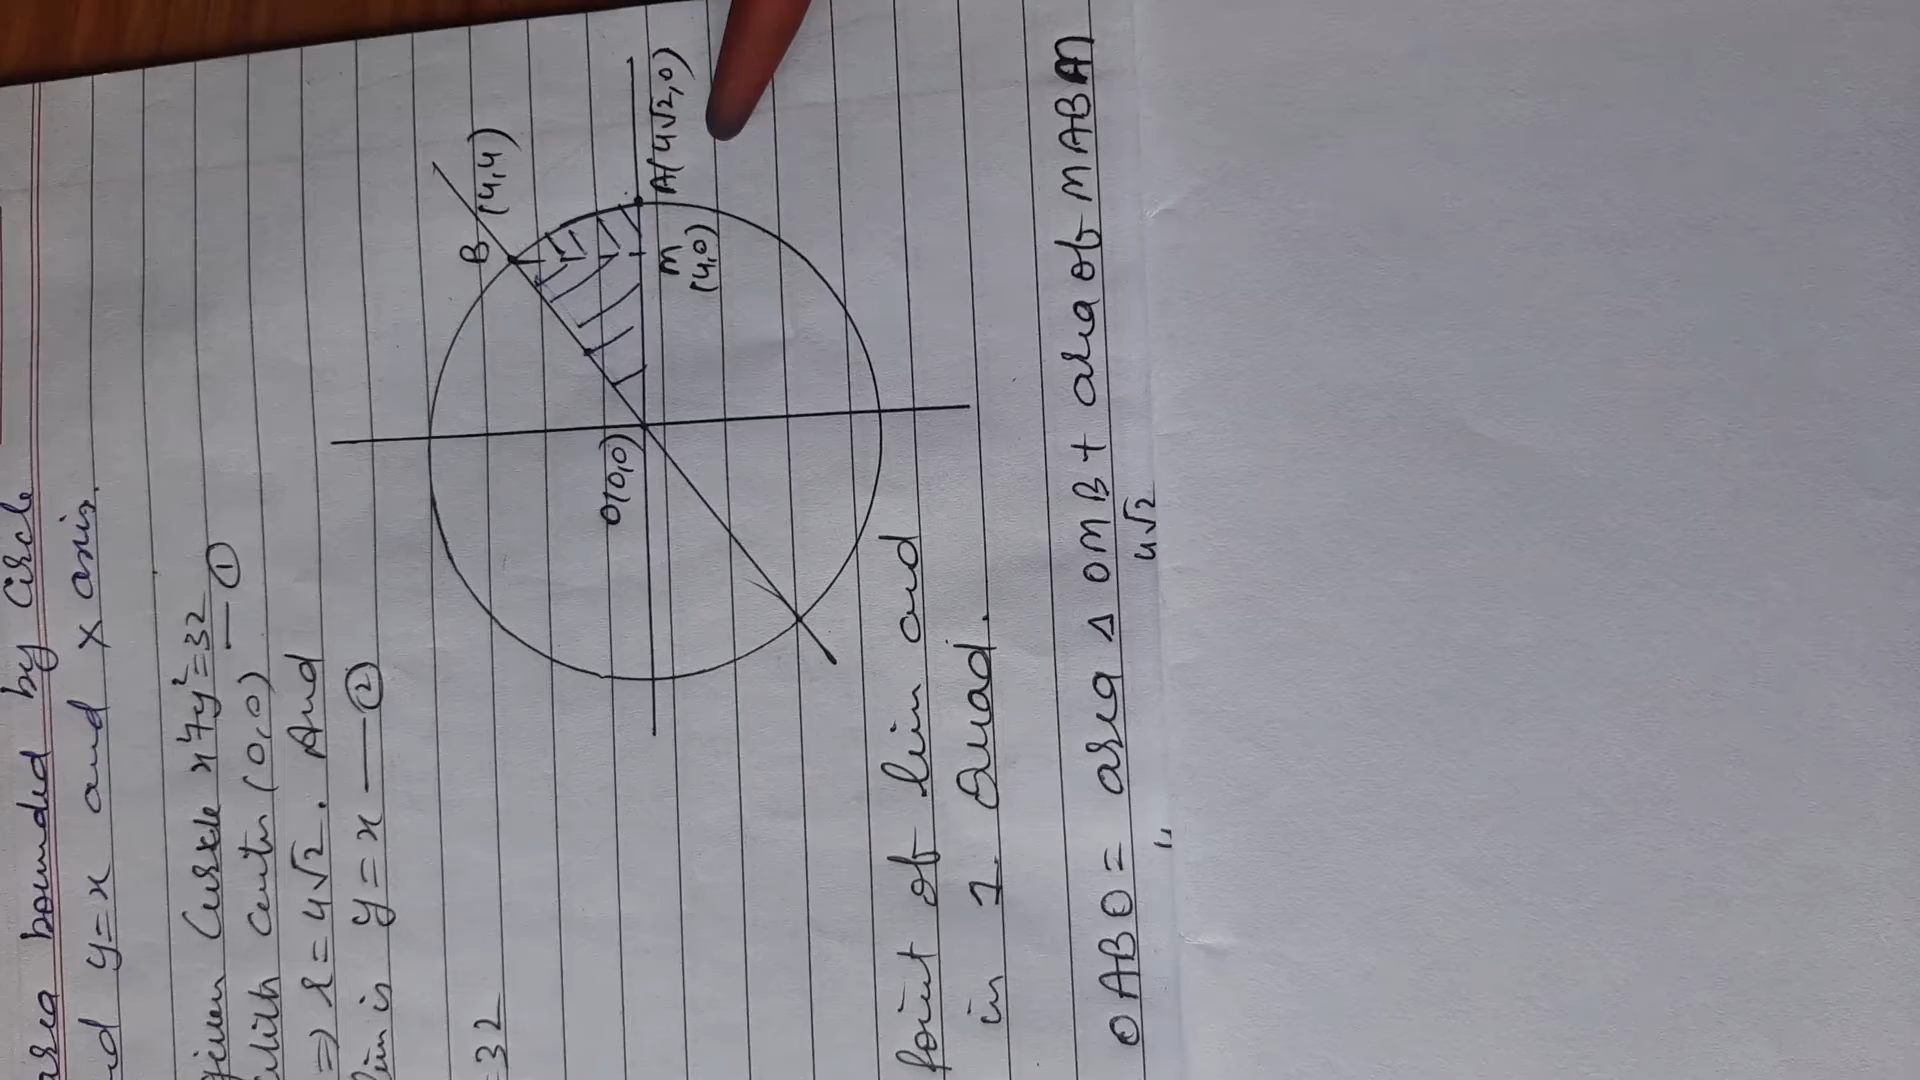 area bounded by Circle
y=x and x axis.
given Curcle x²+y²=32
With Centre (0,0) — ①
=> r=4√2. And
line is y=x — ②
=32
B
(4,4)
A(4√2,0)
M
(4,0)
O(0,0)
point of line and
in 1 Quad.
OABO = area Δ OMB + area of MABM
4√2